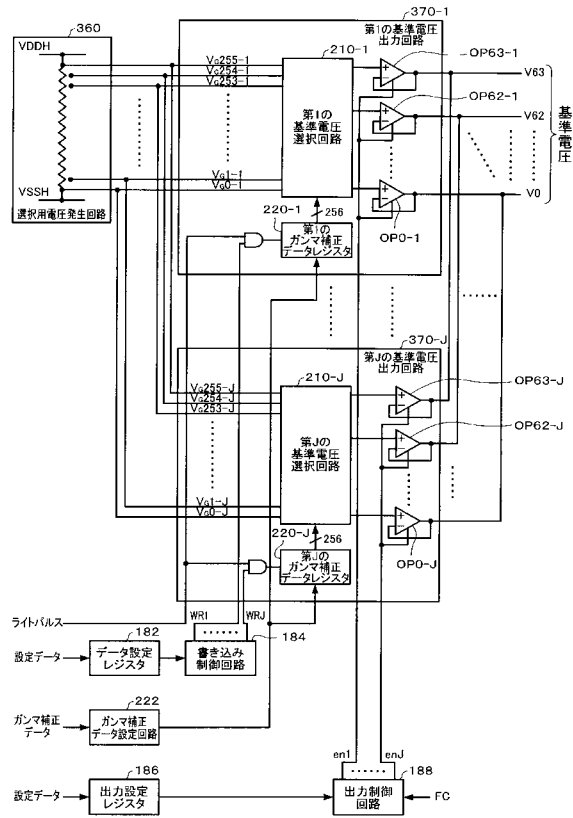 360
VDDH
VSSH
選択用電圧発生回路
370-1
第1の基準電圧
出力回路
VG255-1
VG254-1
VG253-1
VG1-1
VG0-1
210-1
第1の
基準電圧
選択回路
OP63-1
OP62-1
OP0-1
V63
V62
V0
基準電圧
256
220-1
第1の
ガンマ補正
データレジスタ
370-J
第Jの基準電圧
出力回路
VG255-J
VG254-J
VG253-J
VG1-J
VG0-J
210-J
第Jの
基準電圧
選択回路
OP63-J
OP62-J
OP0-J
256
220-J
第Jの
ガンマ補正
データレジスタ
ライトパルス
WR1
WRJ
182
184
設定データ
データ設定
レジスタ
書き込み
制御回路
222
ガンマ補正
データ
ガンマ補正
データ設定回路
en1
enJ
186
188
設定データ
出力設定
レジスタ
出力制御
回路
FC